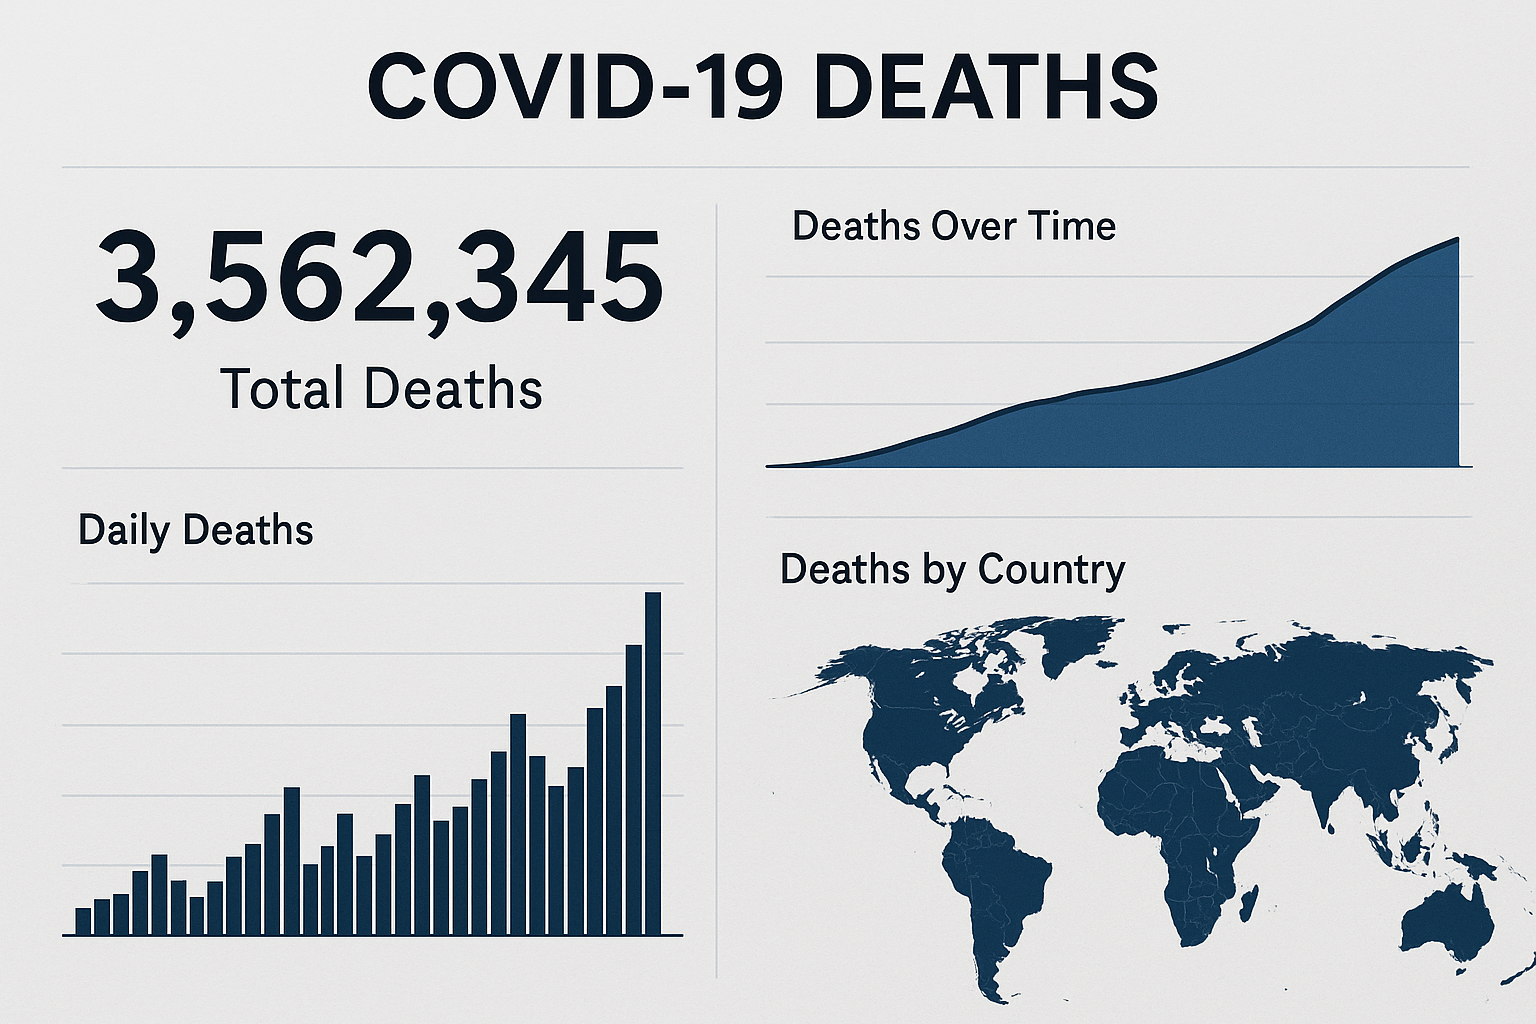 COVID-19 DEATHS
3,562,345
Total Deaths
Daily Deaths
Deaths Over Time
Deaths by Country